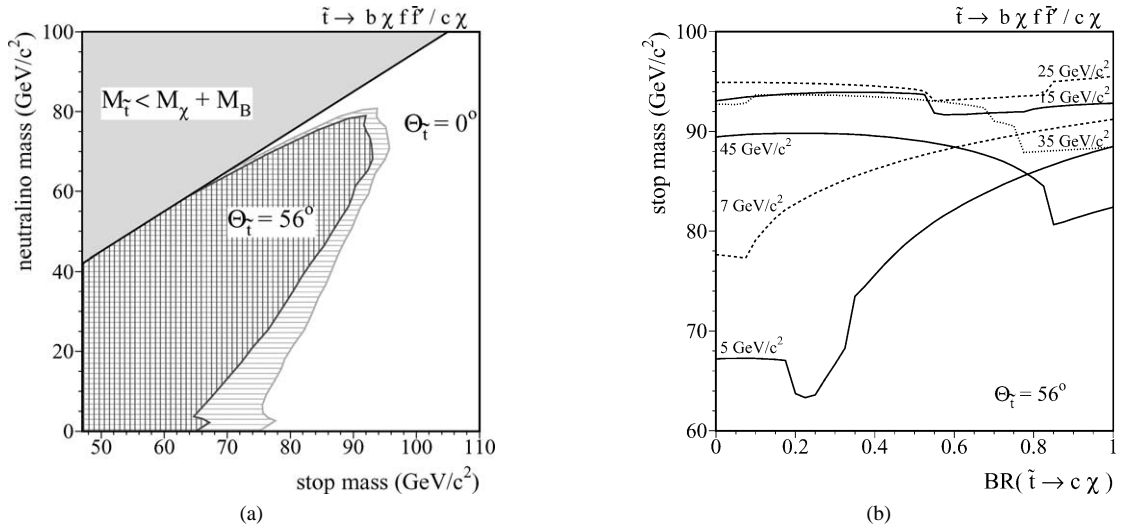 t̃ → b χ f f̄′ / c χ
neutralino mass (GeV/c²)
100
80
60
40
20
0
M_t̃ < M_χ + M_B
Θ_t̃ = 0°
Θ_t̃ = 56°
50 60 70 80 90 100 110
stop mass (GeV/c²)
(a)
t̃ → b χ f f̄′ / c χ
stop mass (GeV/c²)
100
90
80
70
60
25 GeV/c²
15 GeV/c²
35 GeV/c²
45 GeV/c²
7 GeV/c²
5 GeV/c²
Θ_t̃ = 56°
0 0.2 0.4 0.6 0.8 1
BR( t̃ → c χ )
(b)